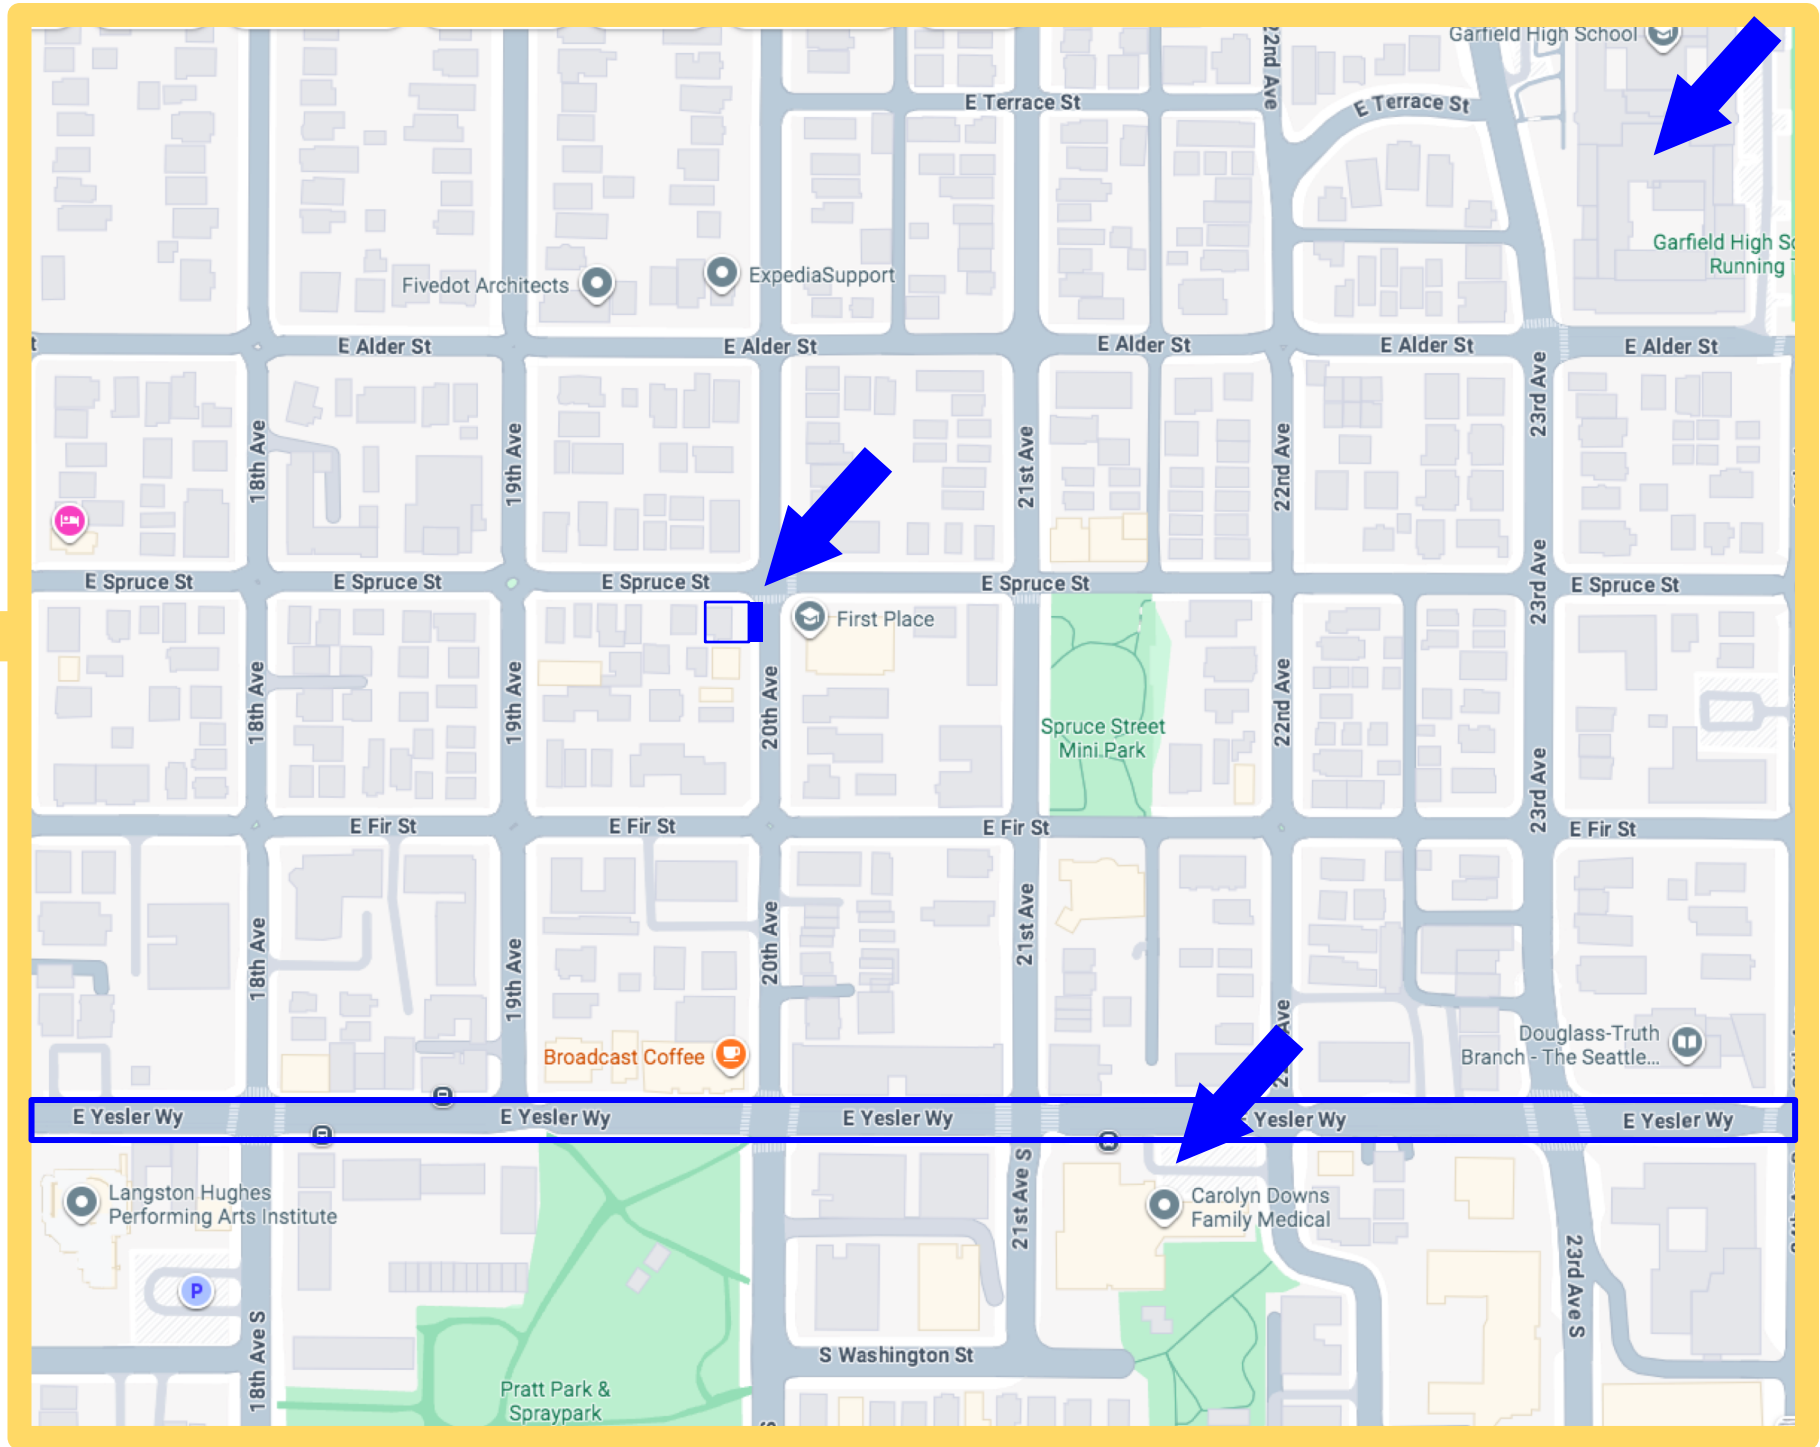 Garfield High School
22nd Ave
E Terrace St
E Terrace St
Garfield High Sc
Running T
Fivedot Architects
ExpediaSupport
t
E Alder St
E Alder St
E Alder St
E Alder St
E Alder St
18th Ave
19th Ave
21st Ave
22nd Ave
23rd Ave
E Spruce St
E Spruce St
E Spruce St
E Spruce St
E Spruce St
23rd Ave
First Place
18th Ave
19th Ave
20th Ave
22nd Ave
Spruce Street
Mini Park
23rd Ave
E Fir St
E Fir St
E Fir St
E Fir St
18th Ave
19th Ave
20th Ave
21st Ave
Broadcast Coffee
Douglass-Truth
Branch - The Seattle...
E Yesler Wy
E Yesler Wy
E Yesler Wy
Yesler Wy
E Yesler Wy
Langston Hughes
Performing Arts Institute
P
21st Ave S
Carolyn Downs
Family Medical
23rd Ave S
18th Ave S
S Washington St
Pratt Park &
Spraypark